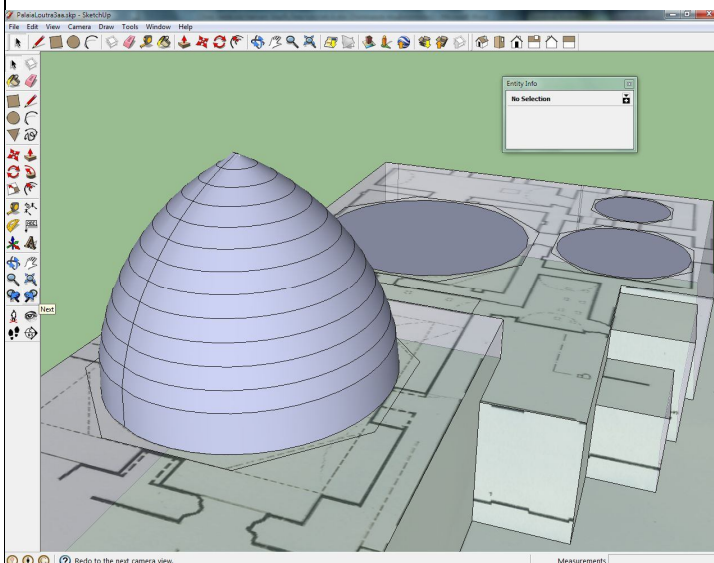 PalaiaLoutra3aa.skp - SketchUp
File Edit View Camera Draw Tools Window Help
Entity Info
No Selection
Next
Redo to the next camera view.
Measurements